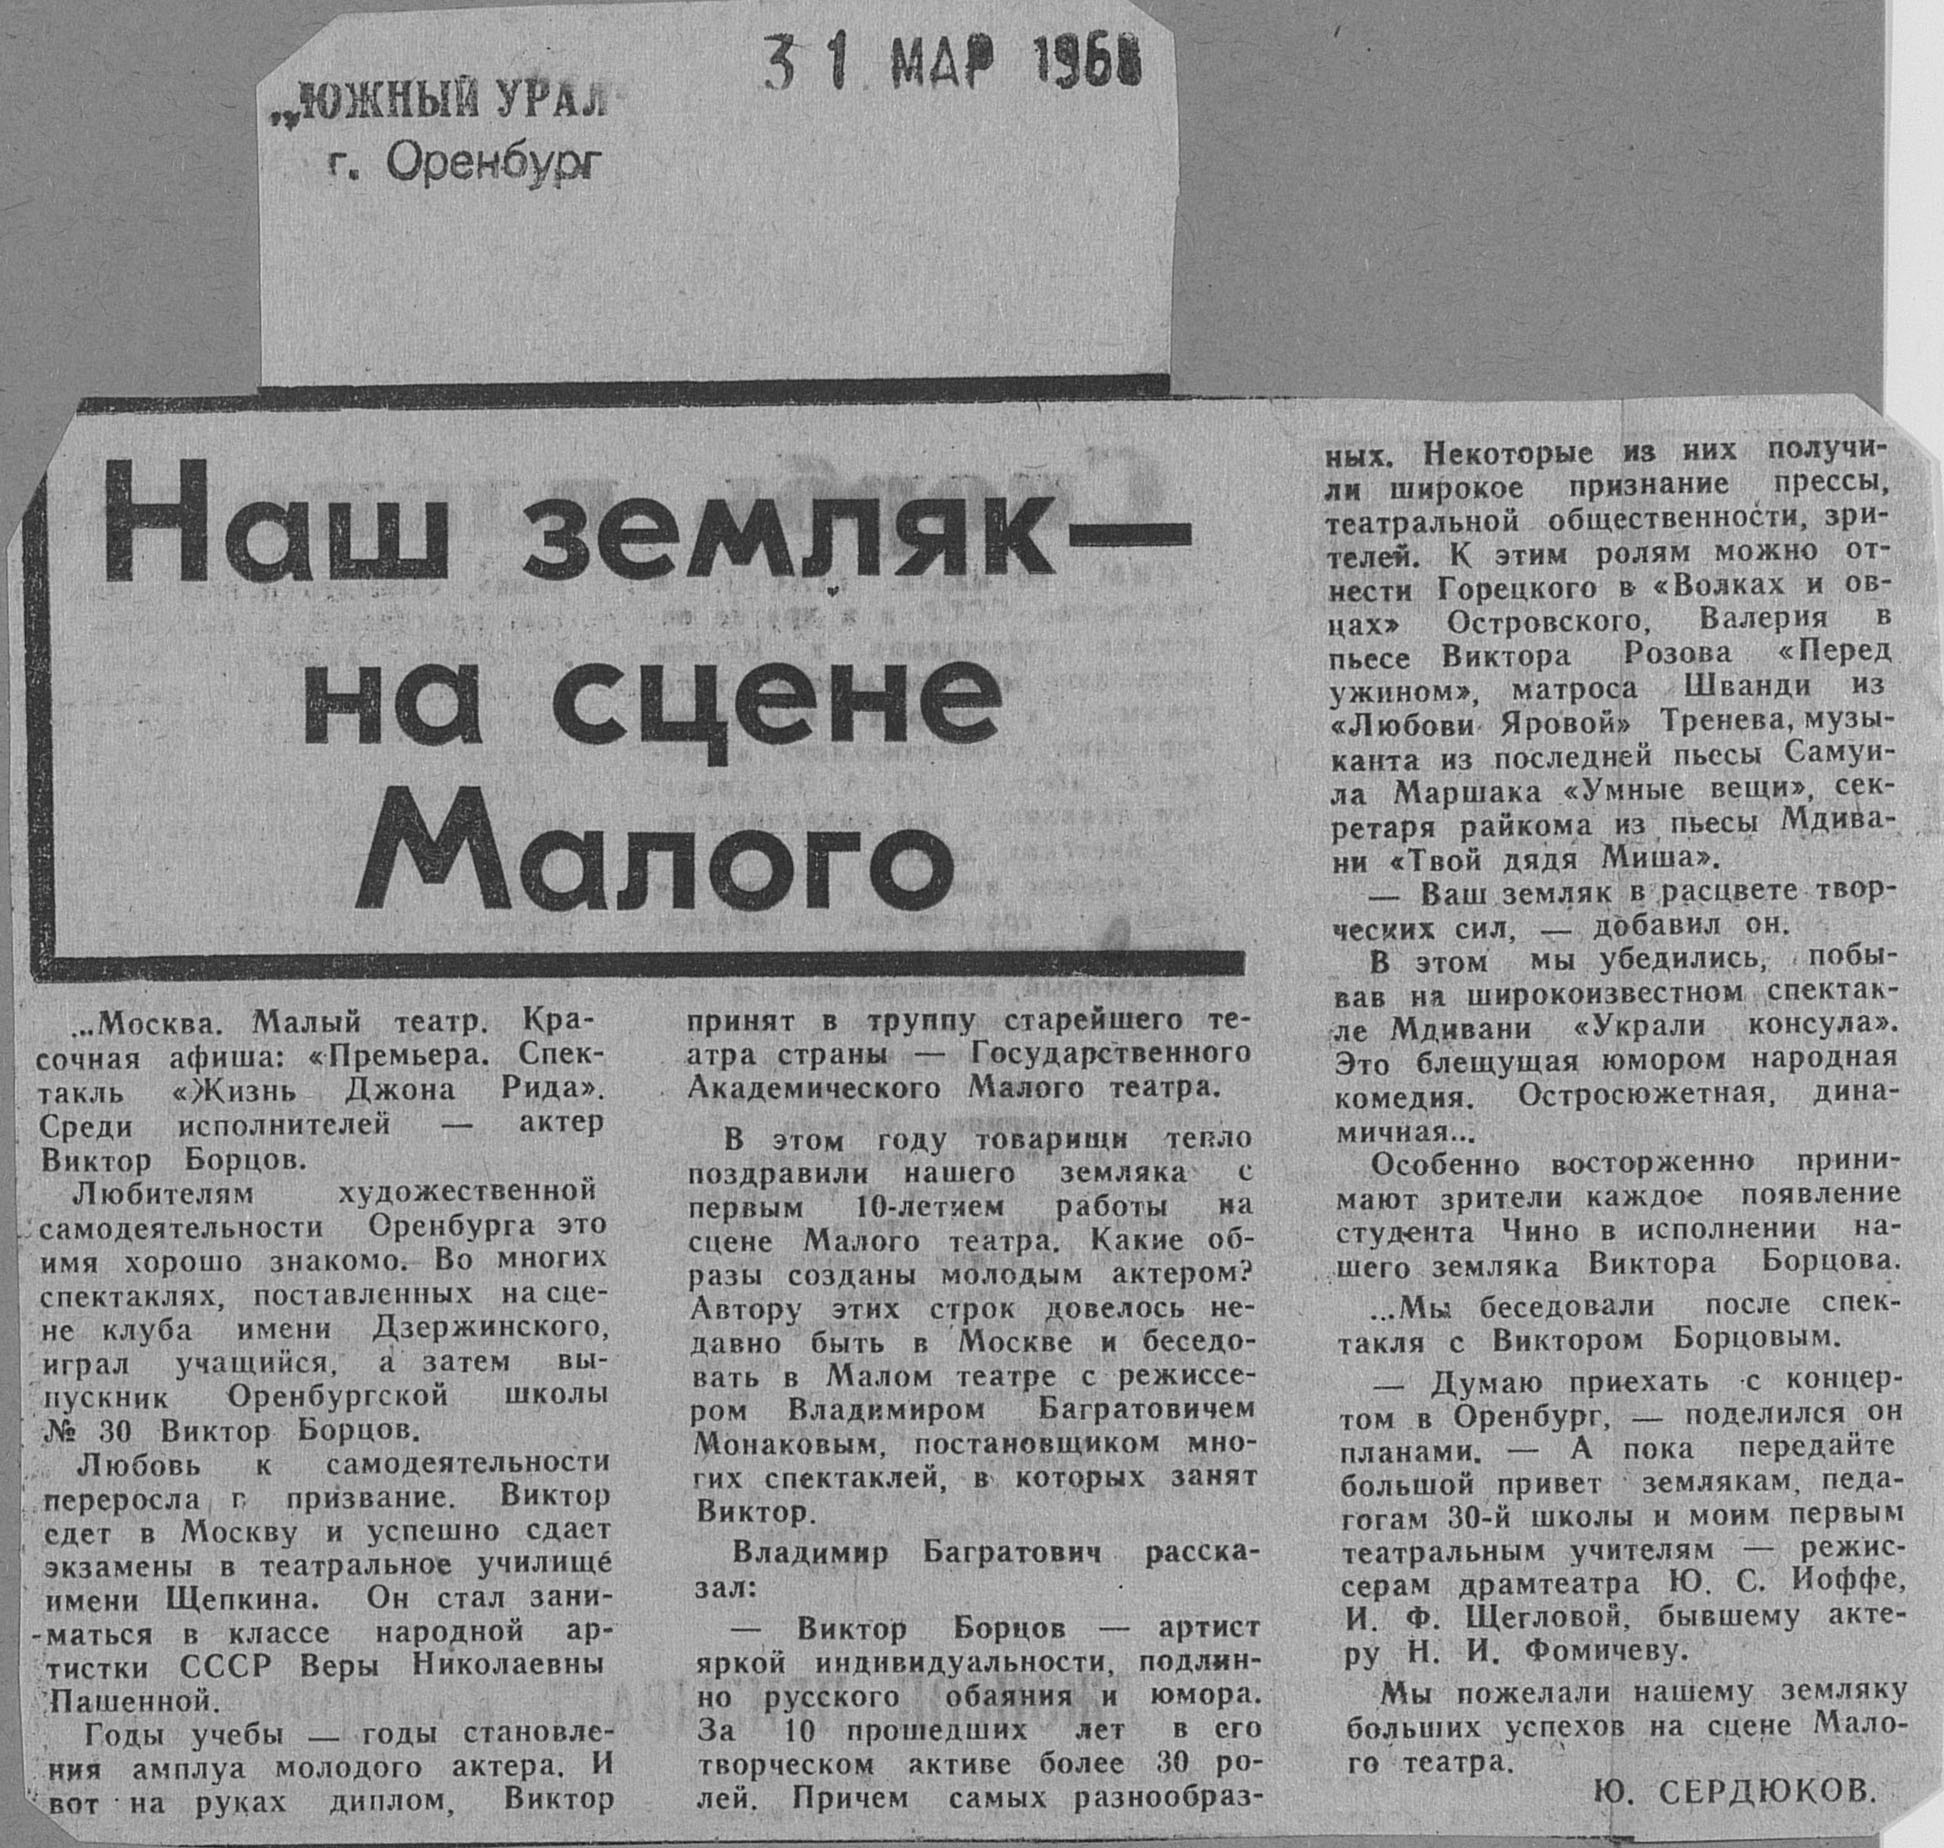 „ЮЖНЫЙ УРАЛ
г. Оренбург
31 МАР 1968
Наш земляк—
на сцене
Малого
...Москва. Малый театр. Кра-
сочная афиша: «Премьера. Спек-
такль «Жизнь Джона Рида».
Среди исполнителей — актер
Виктор Борцов.
Любителям художественной
самодеятельности Оренбурга это
имя хорошо знакомо. Во многих
спектаклях, поставленных на сце-
не клуба имени Дзержинского,
играл учащийся, а затем вы-
пускник Оренбургской школы
№ 30 Виктор Борцов.
Любовь к самодеятельности
переросла в призвание. Виктор
едет в Москву и успешно сдает
экзамены в театральное училище
имени Щепкина. Он стал зани-
маться в классе народной ар-
тистки СССР Веры Николаевны
Пашенной.
Годы учебы — годы становле-
ния амплуа молодого актера. И
вот на руках диплом, Виктор
принят в труппу старейшего те-
атра страны — Государственного
Академического Малого театра.
В этом году товарищи тепло
поздравили нашего земляка с
первым 10-летием работы на
сцене Малого театра. Какие об-
разы созданы молодым актером?
Автору этих строк довелось не-
давно быть в Москве и беседо-
вать в Малом театре с режиссе-
ром Владимиром Багратовичем
Монаковым, постановщиком мно-
гих спектаклей, в которых занят
Виктор.
Владимир Багратович расска-
зал:
— Виктор Борцов — артист
яркой индивидуальности, подлин-
но русского обаяния и юмора.
За 10 прошедших лет в его
творческом активе более 30 ро-
лей. Причем самых разнообраз-
ных. Некоторые из них получи-
ли широкое признание прессы,
театральной общественности, зри-
телей. К этим ролям можно от-
нести Горецкого в «Волках и ов-
цах» Островского, Валерия в
пьесе Виктора Розова «Перед
ужином», матроса Шванди из
«Любови Яровой» Тренева, музы-
канта из последней пьесы Самуи-
ла Маршака «Умные вещи», сек-
ретаря райкома из пьесы Мдива-
ни «Твой дядя Миша».
— Ваш земляк в расцвете твор-
ческих сил, — добавил он.
В этом мы убедились, побы-
вав на широкоизвестном спектак-
ле Мдивани «Украли консула».
Это блещущая юмором народная
комедия. Остросюжетная, дина-
мичная...
Особенно восторженно прини-
мают зрители каждое появление
студента Чино в исполнении на-
шего земляка Виктора Борцова.
...Мы беседовали после спек-
такля с Виктором Борцовым.
— Думаю приехать с концер-
том в Оренбург, — поделился он
планами. — А пока передайте
большой привет землякам, педа-
гогам 30-й школы и моим первым
театральным учителям — режис-
серам драмтеатра Ю. С. Иоффе,
И. Ф. Щегловой, бывшему акте-
ру Н. И. Фомичеву.
Мы пожелали нашему земляку
больших успехов на сцене Мало-
го театра.
Ю. СЕРДЮКОВ.